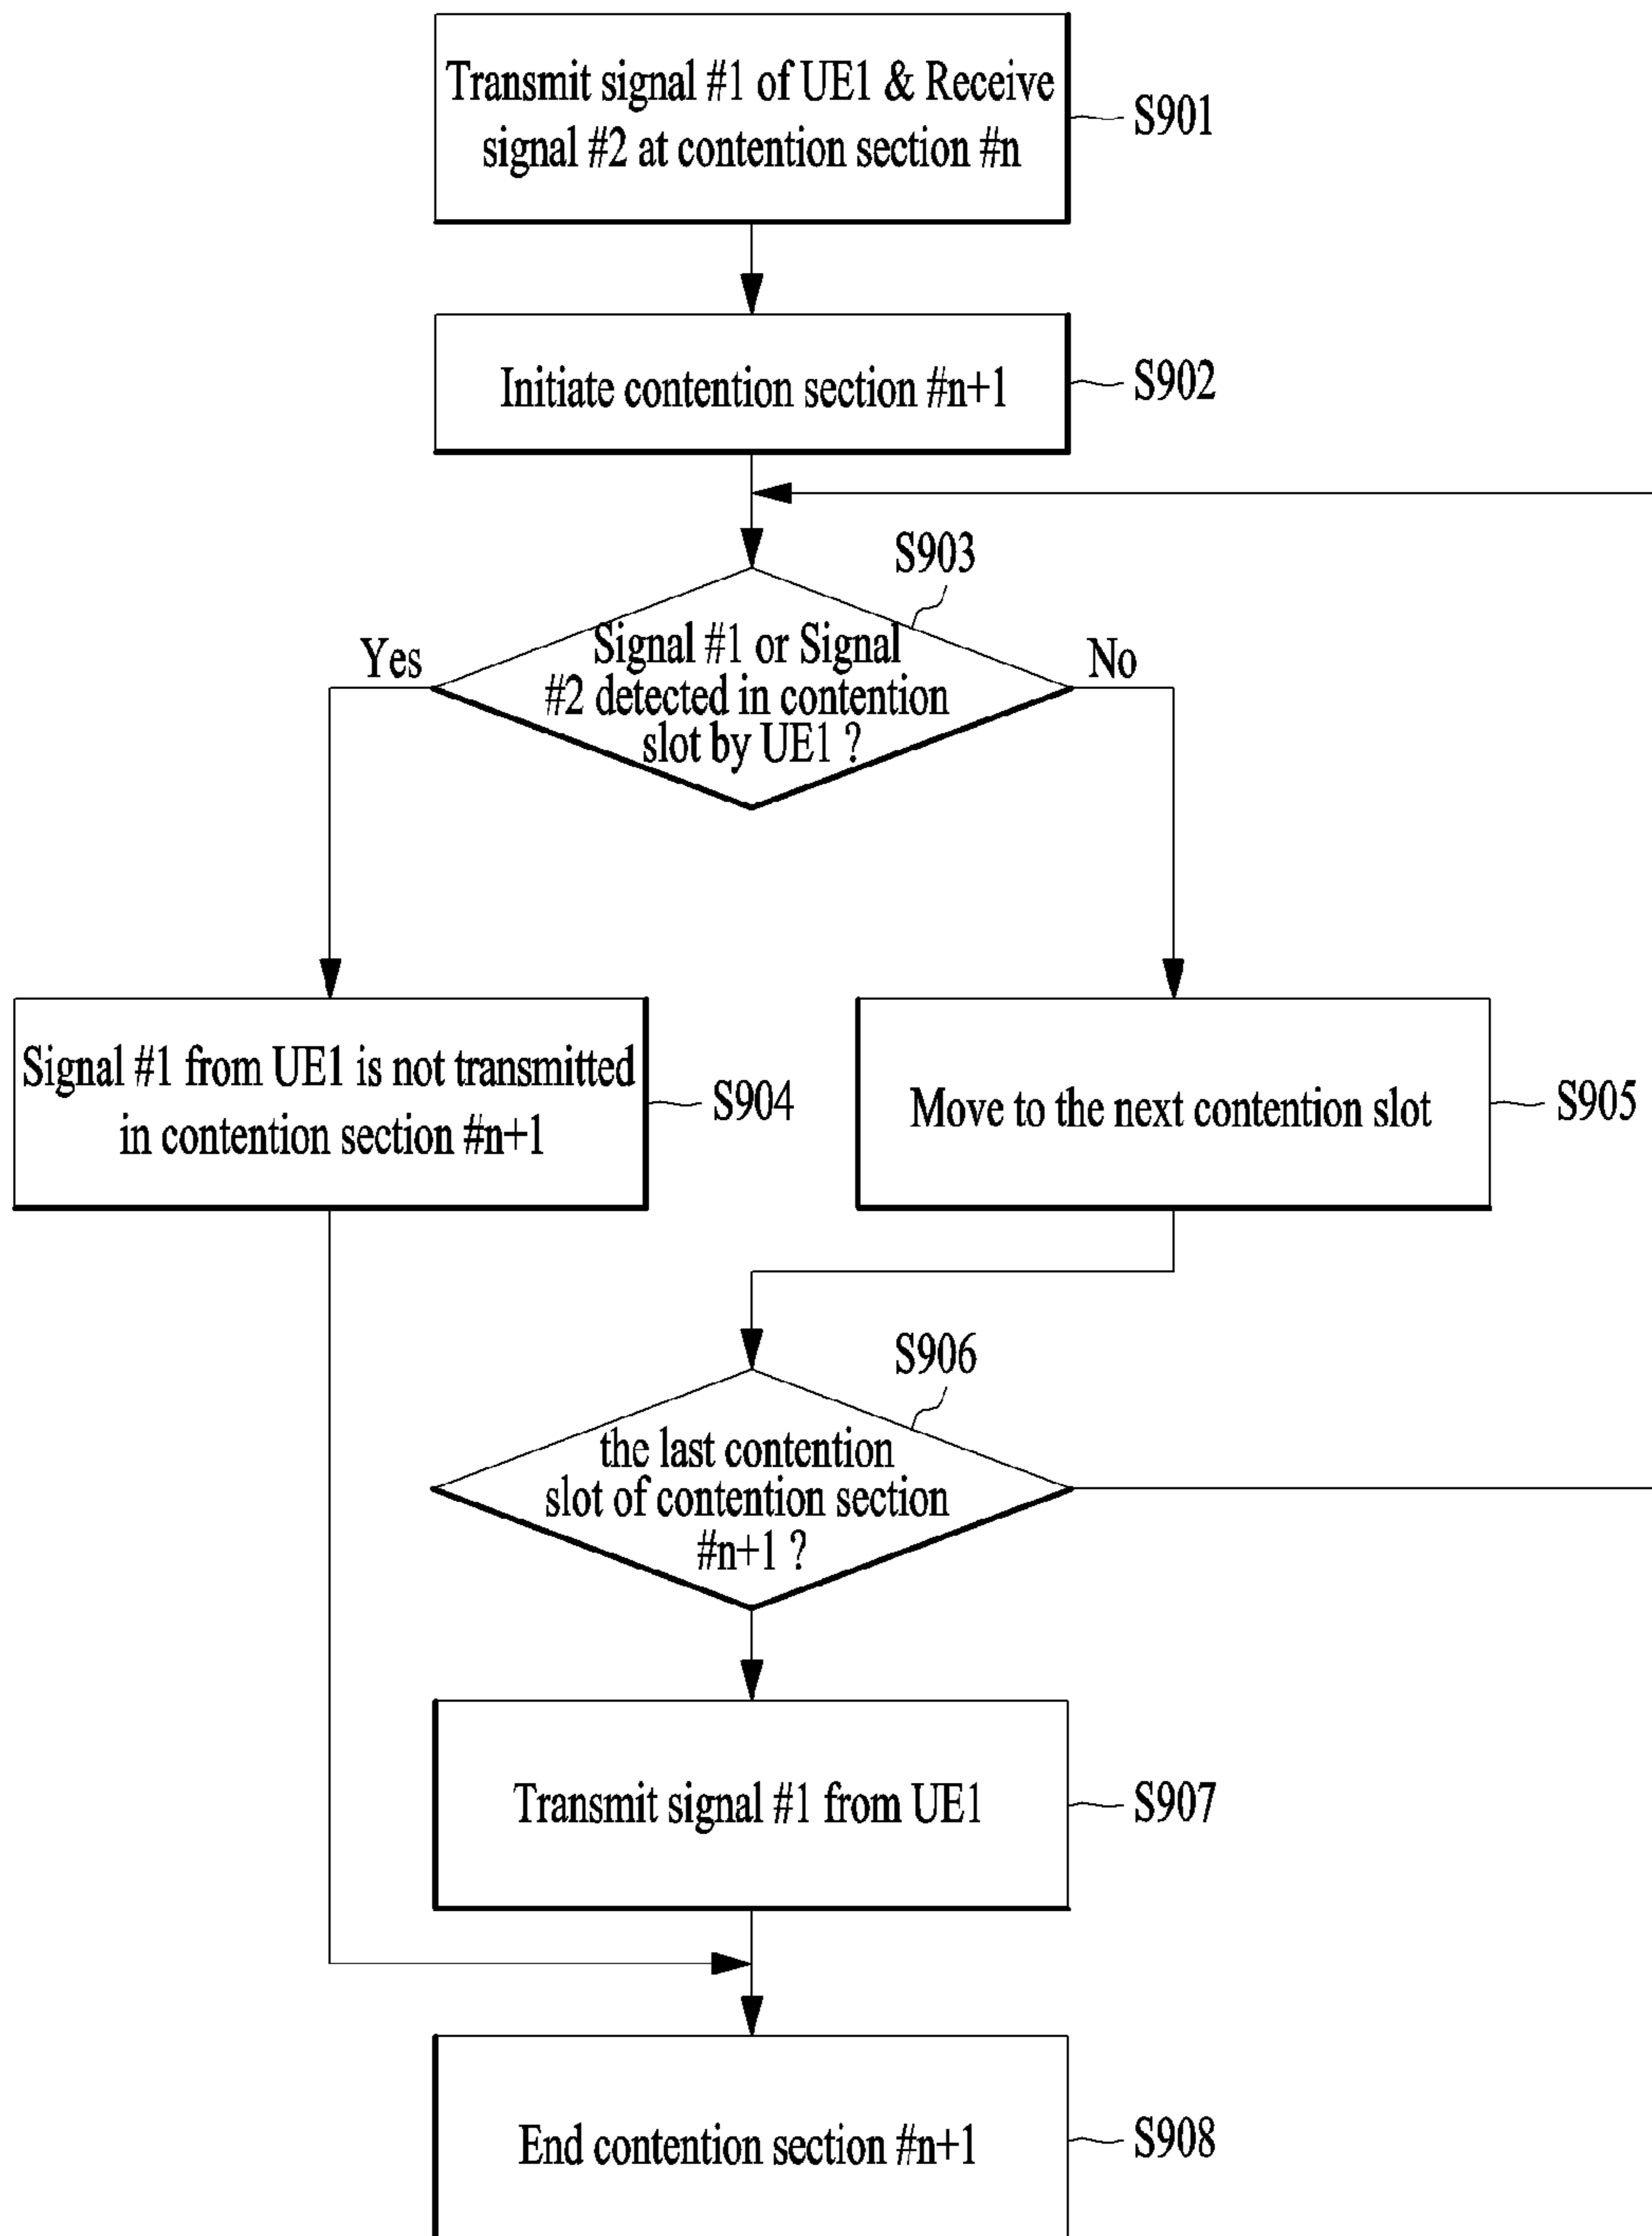 Transmit signal #1 of UE1 & Receive
signal #2 at contention section #n
S901
Initiate contention section #n+1
S902
S903
Yes
No
Signal #1 or Signal
#2 detected in contention
slot by UE1 ?
Signal #1 from UE1 is not transmitted
in contention section #n+1
S904
Move to the next contention slot
S905
S906
the last contention
slot of contention section
#n+1 ?
Transmit signal #1 from UE1
S907
End contention section #n+1
S908